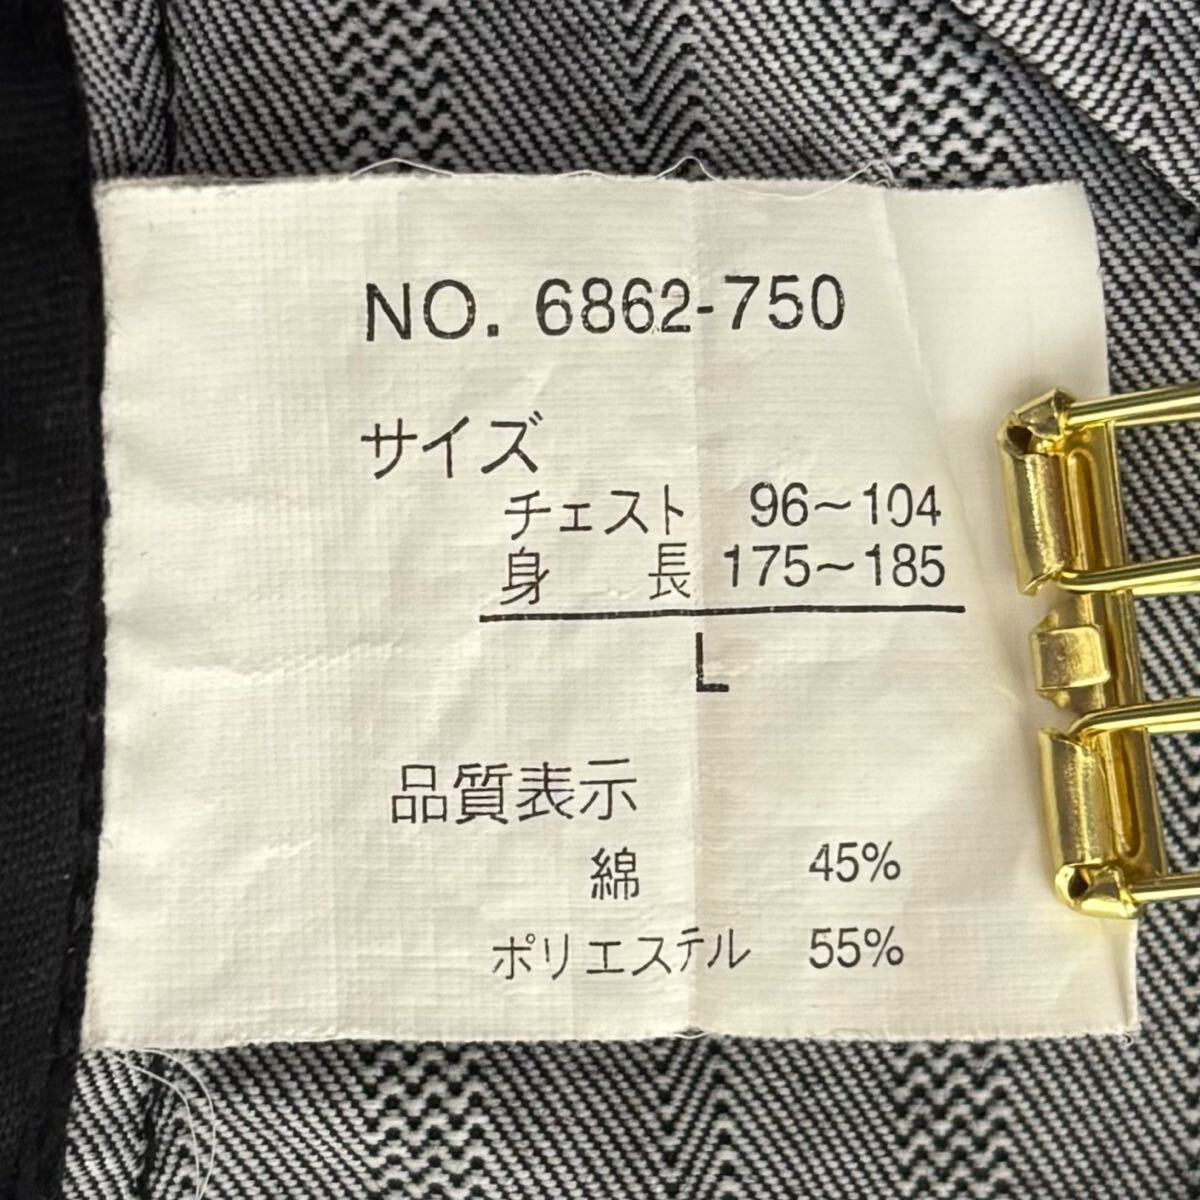 NO. 6862-750
サイズ
チェスト 96~104
身長 175~185
L
品質表示
綿 45%
ポリエステル 55%